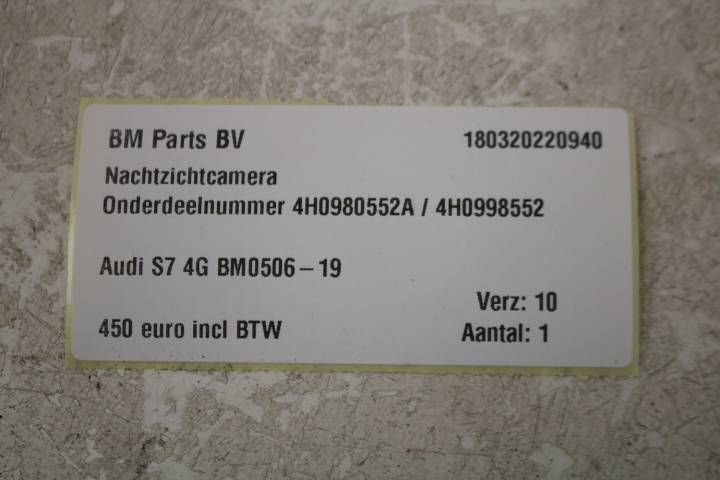 BM Parts BV 180320220940
Nachtzichtcamera
Onderdeelnummer 4H0980552A / 4H0998552
Audi S7 4G BM0506-19
Verz: 10
450 euro incl BTW Aantal: 1